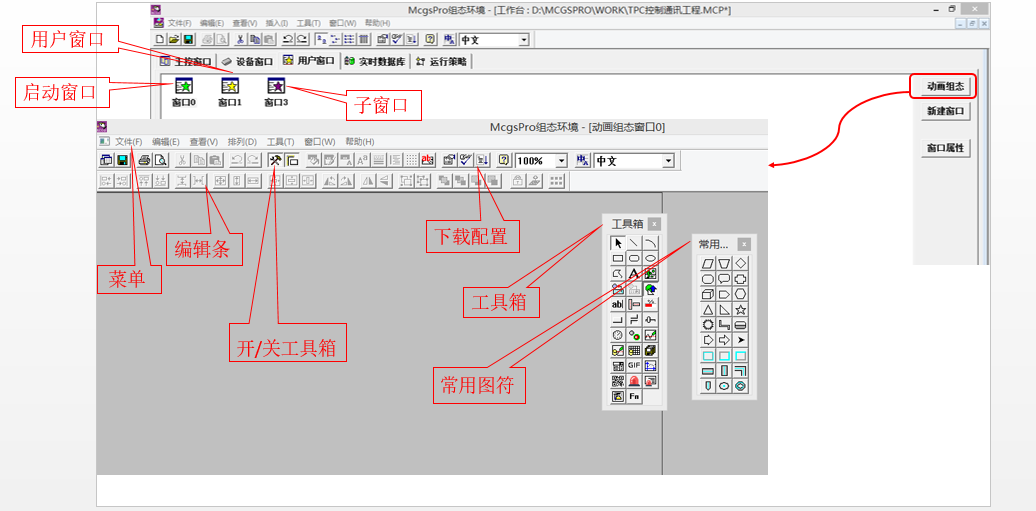 McgsPro组态环境 - [工作台 : D:\MCGSPRO\WORK\TPC控制通讯工程.MCP*]
文件(F) 编辑(E) 查看(V) 插入(I) 工具(T) 窗口(W) 帮助(H)
中文
用户窗口
主控窗口 设备窗口 用户窗口 实时数据库 运行策略
启动窗口
窗口0 窗口1 窗口3
子窗口
动画组态
新建窗口
窗口属性
McgsPro组态环境 - [动画组态窗口0]
文件(F) 编辑(E) 查看(V) 排列(D) 工具(T) 窗口(W) 帮助(H)
100% 中文
工具箱
常用...
ab|
GIF
Fn
下载配置
编辑条
菜单
工具箱
开/关工具箱
常用图符